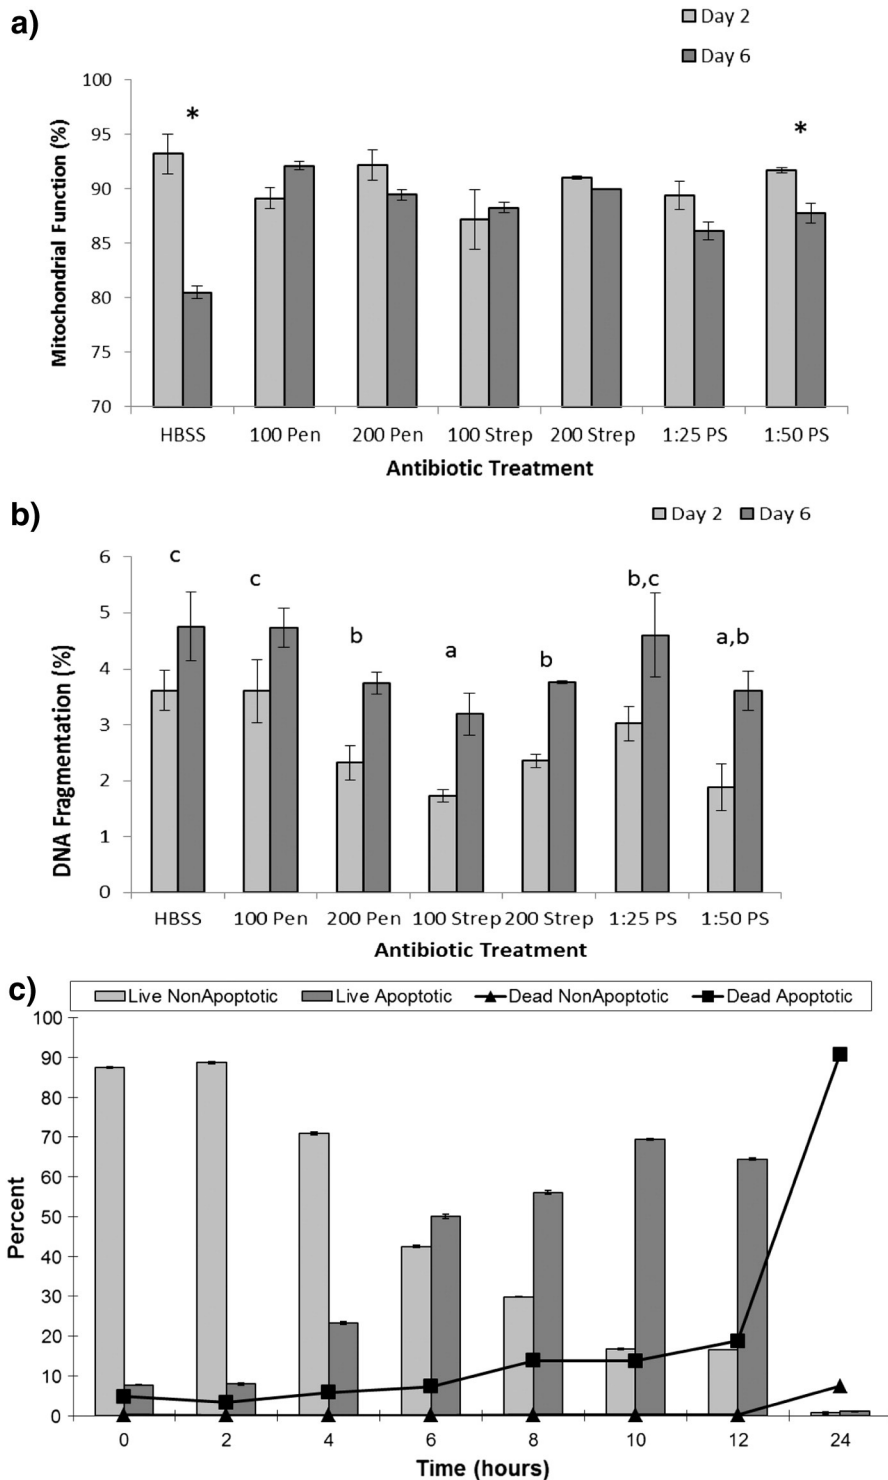 a)
Day 2
Day 6
100
95
90
85
80
75
70
Mitochondrial Function (%)
*
*
HBSS 100 Pen 200 Pen 100 Strep 200 Strep 1:25 PS 1:50 PS
Antibiotic Treatment
b)
Day 2 Day 6
6
5
4
3
2
1
0
DNA Fragmentation (%)
c c b a b b,c a,b
HBSS 100 Pen 200 Pen 100 Strep 200 Strep 1:25 PS 1:50 PS
Antibiotic Treatment
c)
Live NonApoptotic Live Apoptotic Dead NonApoptotic Dead Apoptotic
100
90
80
70
60
50
40
30
20
10
0
Percent
0 2 4 6 8 10 12 24
Time (hours)